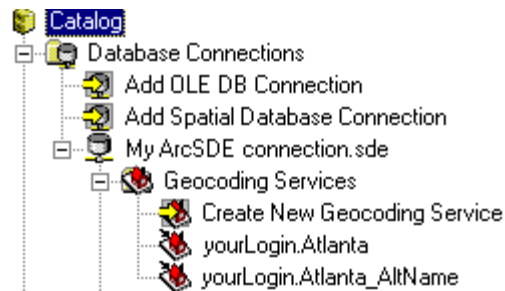 Catalog
Database Connections
Add OLE DB Connection
Add Spatial Database Connection
My ArcSDE connection.sde
Geocoding Services
Create New Geocoding Service
yourLogin.Atlanta
yourLogin.Atlanta_AltName